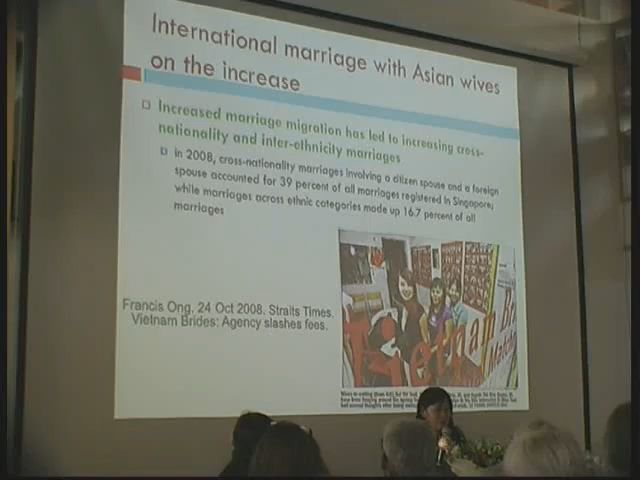 International marriage with Asian wives
on the increase
Increased marriage migration has led to increasing cross-
nationality and inter-ethnicity marriages
in 2008, cross-nationality marriages involving a citizen spouse and a foreign
spouse accounted for 39 percent of all marriages registered in Singapore;
while marriages across ethnic categories made up 16.7 percent of all
marriages
Francis Ong. 24 Oct 2008. Straits Times.
Vietnam Brides: Agency slashes fees.